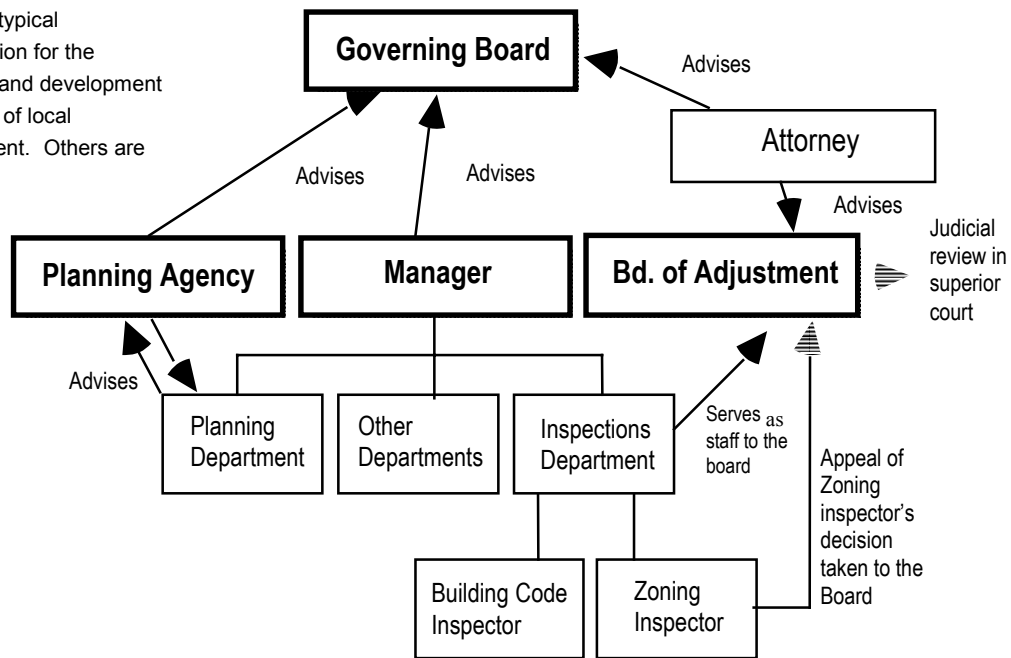 typical
ion for the
and development
of local
ent. Others are
Governing Board
Advises
Attorney
Advises
Advises
Advises
Planning Agency
Manager
Bd. of Adjustment
Judicial
review in
superior
court
Advises
Planning
Department
Other
Departments
Inspections
Department
Serves as
staff to the
board
Appeal of
Zoning
inspector's
decision
taken to the
Board
Building Code
Inspector
Zoning
Inspector